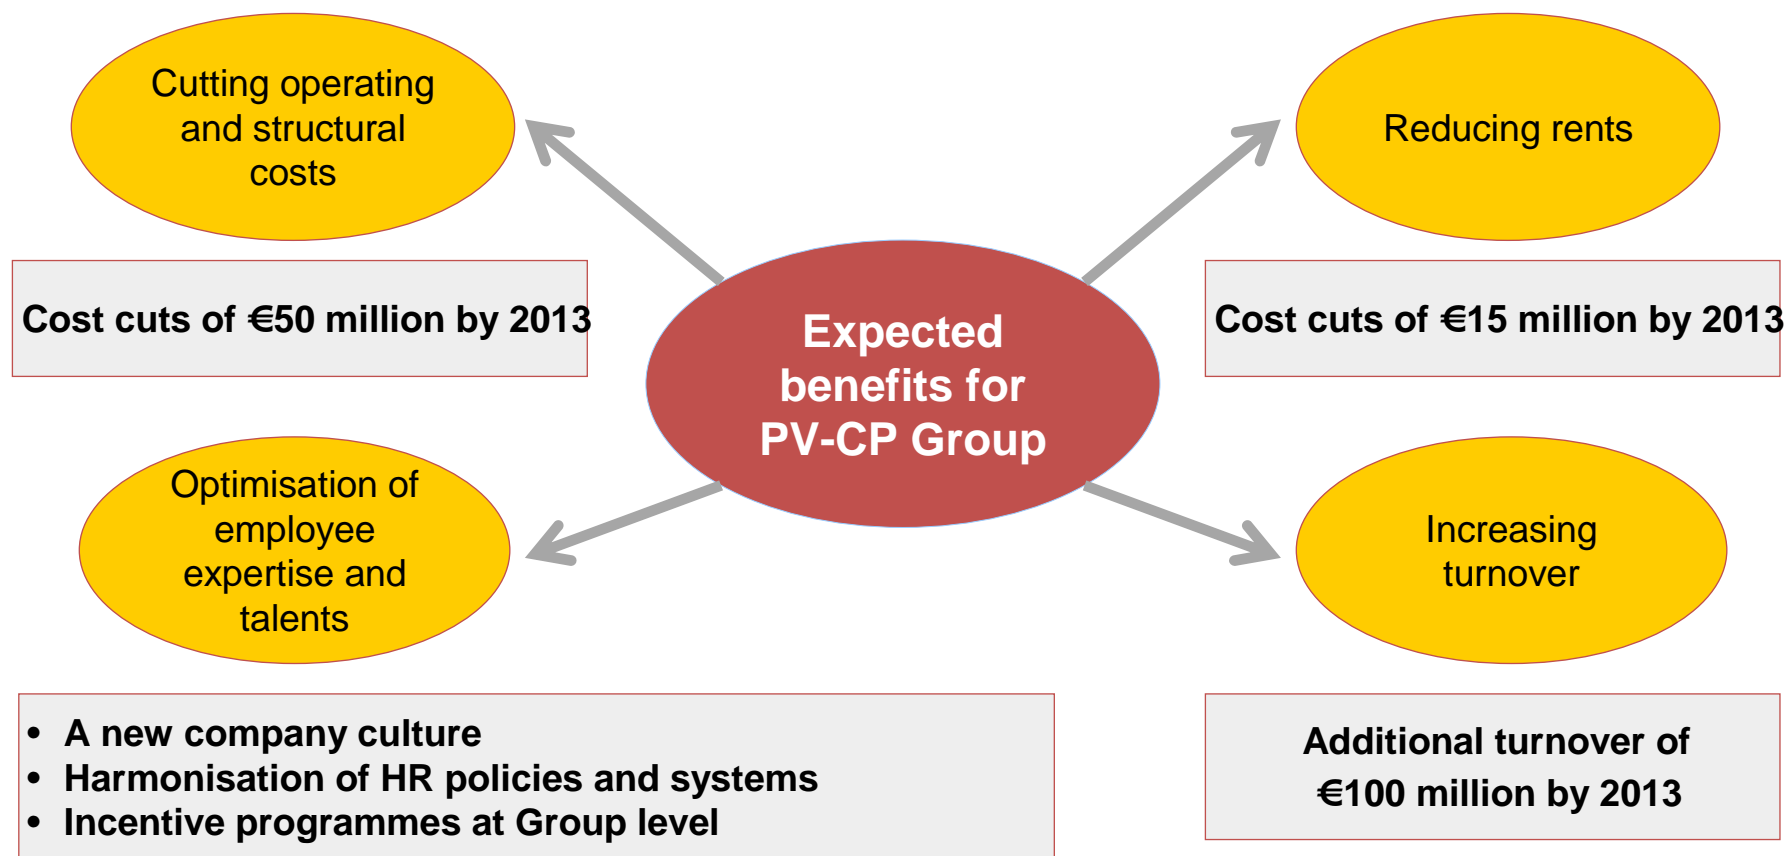 Cutting operating
and structural
costs
Reducing rents
Cost cuts of €50 million by 2013
Expected
benefits for
PV-CP Group
Cost cuts of €15 million by 2013
Optimisation of
employee
expertise and
talents
Increasing
turnover
• A new company culture
• Harmonisation of HR policies and systems
• Incentive programmes at Group level
Additional turnover of
€100 million by 2013